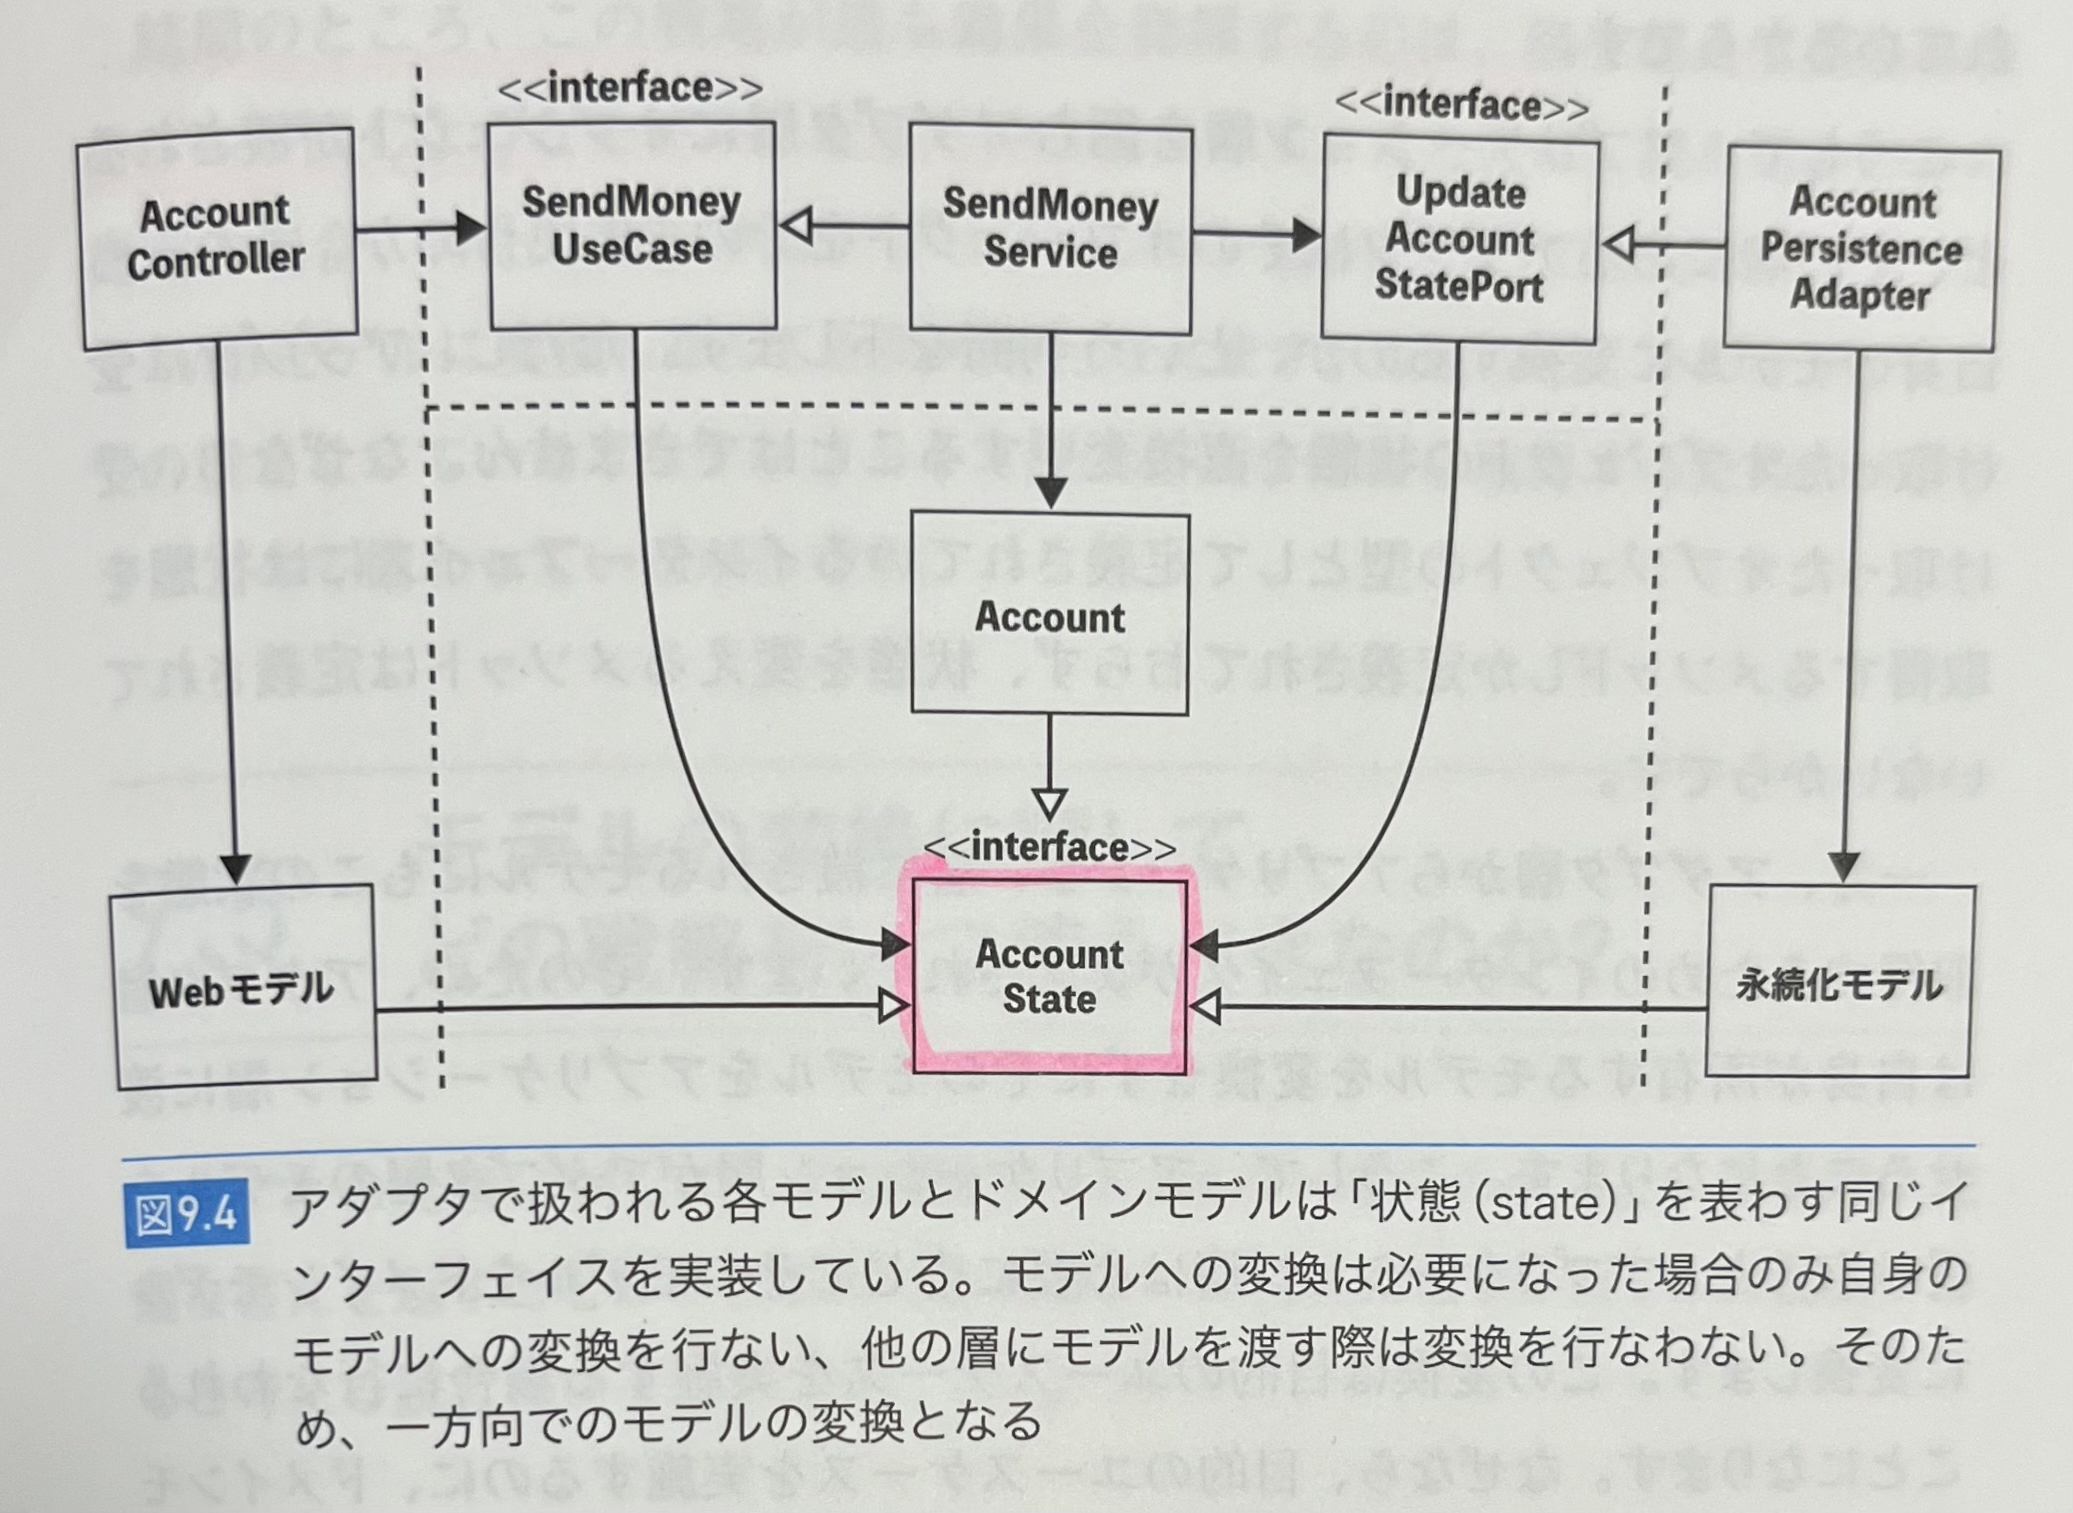 <<interface>>
<<interface>>
Account
Controller
SendMoney
UseCase
SendMoney
Service
Update
Account
StatePort
Account
Persistence
Adapter
Account
<<interface>>
Webモデル
Account
State
永続化モデル
図9.4 アダプタで扱われる各モデルとドメインモデルは「状態（state）」を表わす同じイ
ンターフェイスを実装している。モデルへの変換は必要になった場合のみ自身の
モデルへの変換を行ない、他の層にモデルを渡す際は変換を行なわない。そのた
め、一方向でのモデルの変換となる